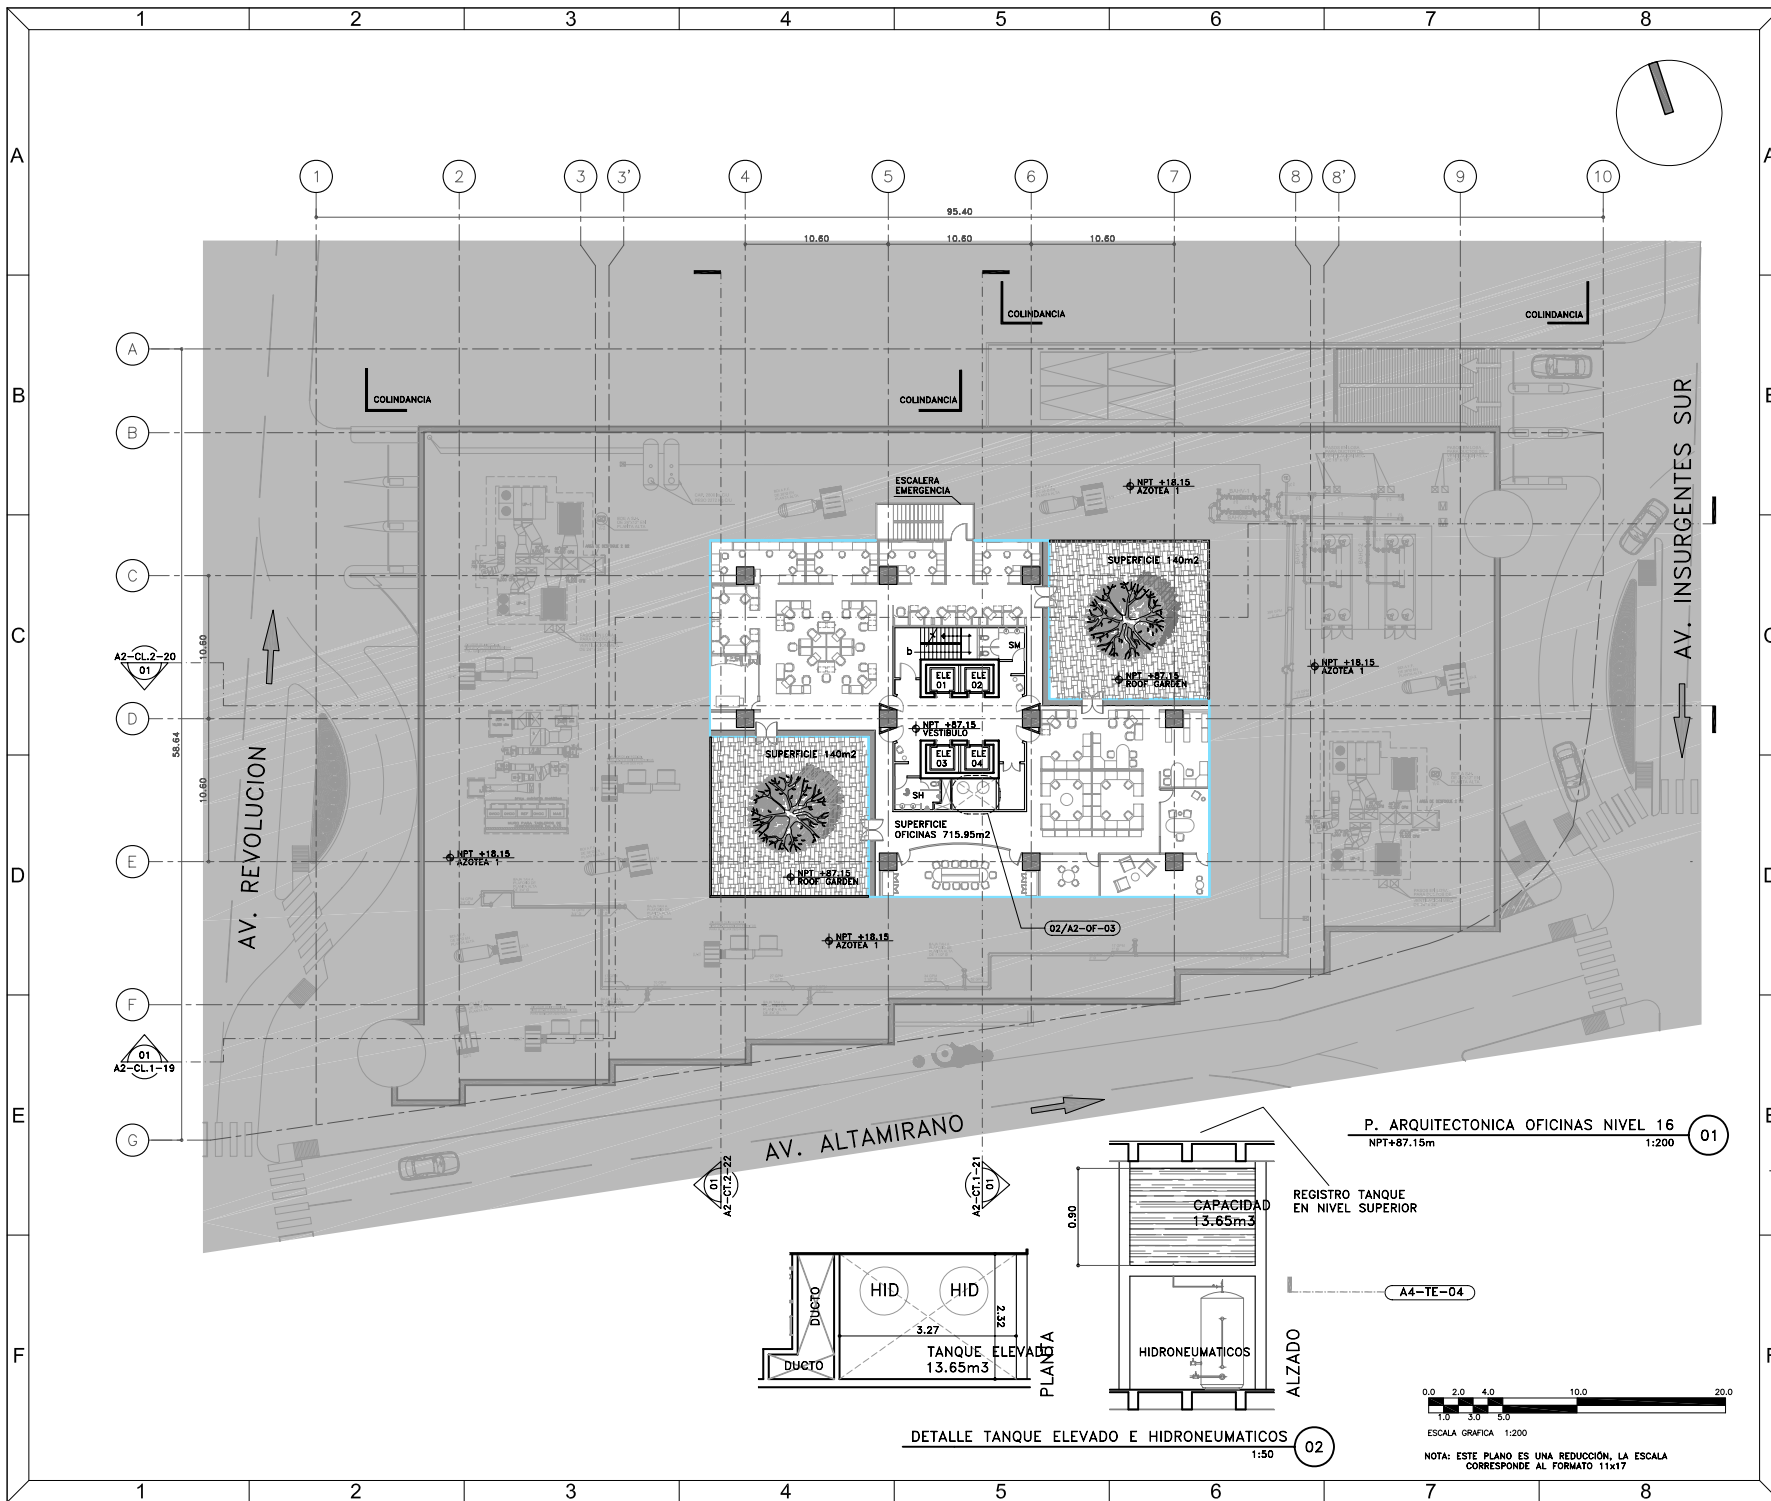 1 2 3 4 5 6 7 8
A
B
C
D
E
F
1 2 3 3' 4 5 6 7 8 8' 9 10
95.40
10.60 10.60 10.60
A
B
C
D
E
F
G
10.60
58.64
10.60
COLINDANCIA
COLINDANCIA
COLINDANCIA
COLINDANCIA
AV. REVOLUCION
AV. INSURGENTES SUR
AV. ALTAMIRANO
ESCALERA
EMERGENCIA
NPT +18.15
AZOTEA 1
SUPERFICIE 140m2
NPT +87.15
ROOF GARDEN
NPT +18.15
AZOTEA 1
b
SM
ELE
01
ELE
02
NPT +87.15
VESTIBULO
ELE
03
ELE
04
SH
SUPERFICIE 140m2
NPT +87.15
ROOF GARDEN
SUPERFICIE
OFICINAS 715.95m2
NPT +18.15
AZOTEA 1
NPT +18.15
AZOTEA 1
02/A2-OF-03
A2-CL.2-20
01
01
A2-CL.1-19
01
A2-CT.2-22
01
A2-CT.1-21
P. ARQUITECTONICA OFICINAS NIVEL 16
NPT+87.15m 1:200
01
REGISTRO TANQUE
EN NIVEL SUPERIOR
0.90
CAPACIDAD
13.65m3
HIDRONEUMATICOS
ALZADO
A4-TE-04
DUCTO
DUCTO
HID HID
3.27
2.32
TANQUE ELEVADO
13.65m3
PLANTA
DETALLE TANQUE ELEVADO E HIDRONEUMATICOS
1:50
02
0.0 2.0 4.0 10.0 20.0
1.0 3.0 5.0
ESCALA GRAFICA 1:200
NOTA: ESTE PLANO ES UNA REDUCCIÓN, LA ESCALA
CORRESPONDE AL FORMATO 11x17
1 2 3 4 5 6 7 8